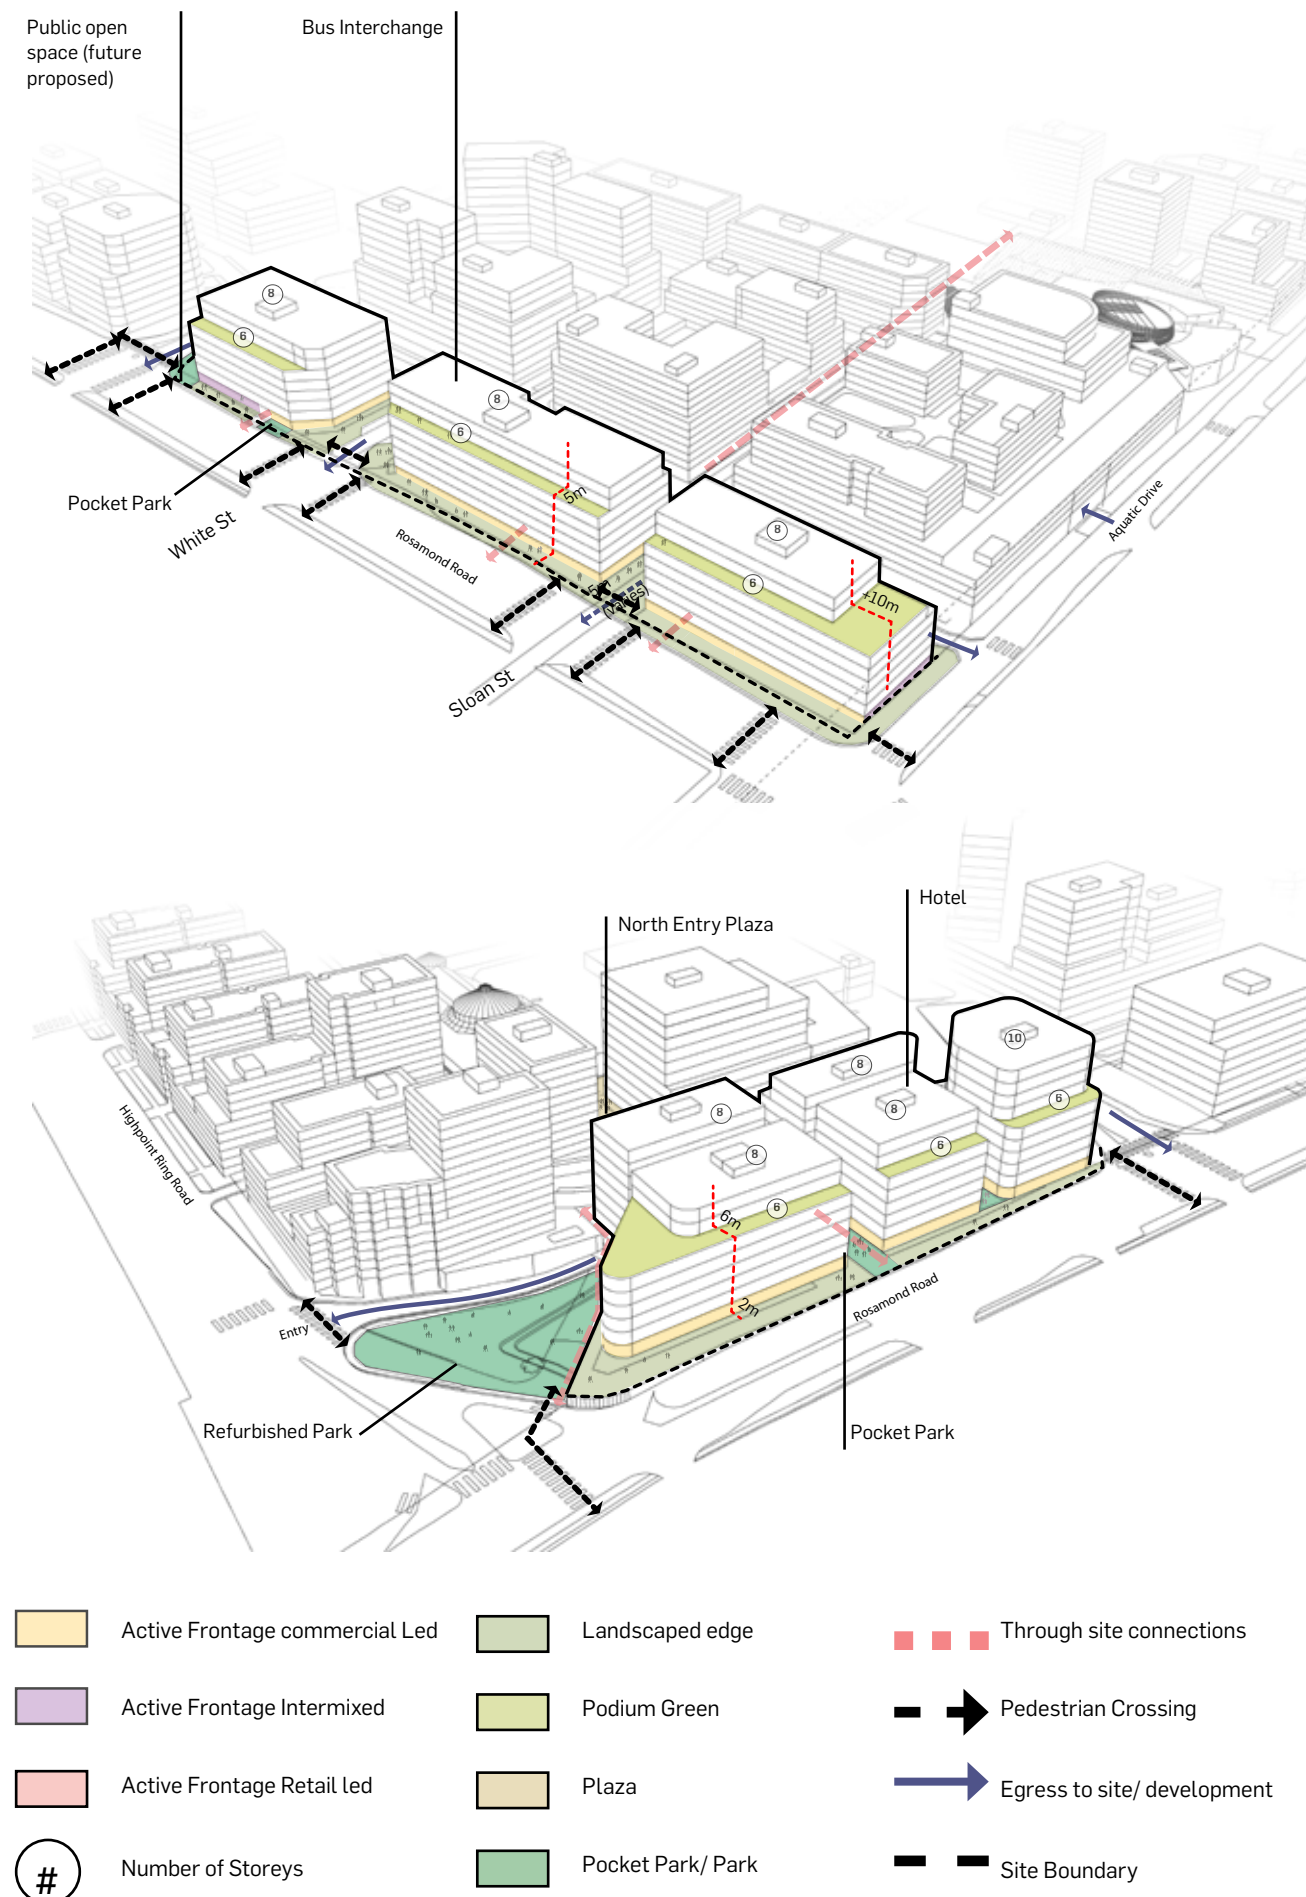 Public open
space (future
proposed)
Bus Interchange
8
6
8
6
5m
Pocket Park
White St
Rosamond Road
8
6
+10m
5m
(varies)
Sloan St
Aquatic Drive
Hotel
North Entry Plaza
10
8
8
8
6
6
8
6
6m
2m
Highpoint Ring Road
Entry
Rosamond Road
Refurbished Park
Pocket Park
Active Frontage commercial Led
Active Frontage Intermixed
Active Frontage Retail led
#
Number of Storeys
Landscaped edge
Podium Green
Plaza
Pocket Park/ Park
Through site connections
Pedestrian Crossing
Egress to site/ development
Site Boundary